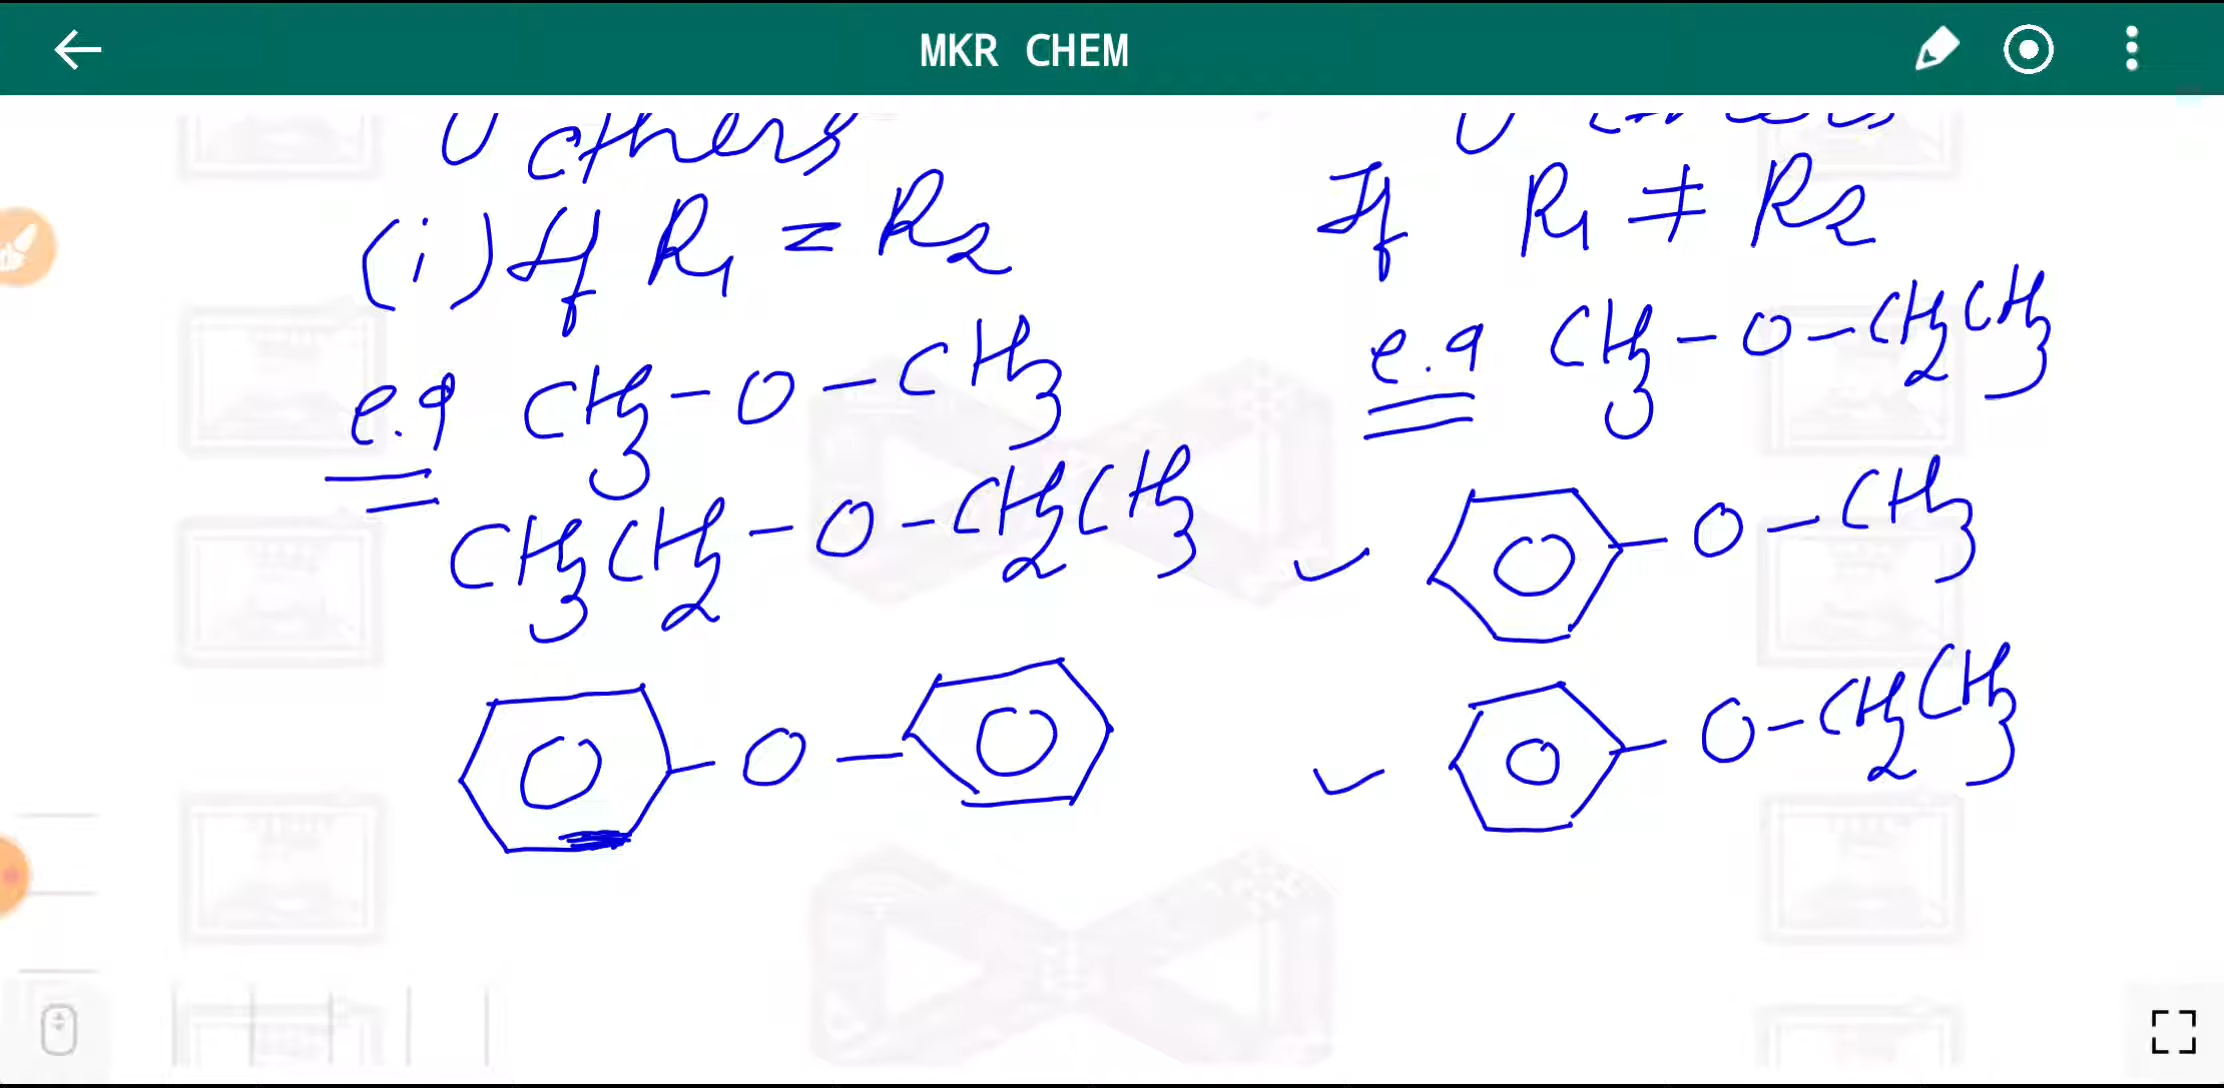 MKR CHEM
ethers
(i) If R1 = R2
e.g CH3-O-CH3
CH3CH2-O-CH2CH3
-O-
If R1 ≠ R2
e.g CH3-O-CH2CH3
-O-CH3
-O-CH2CH3